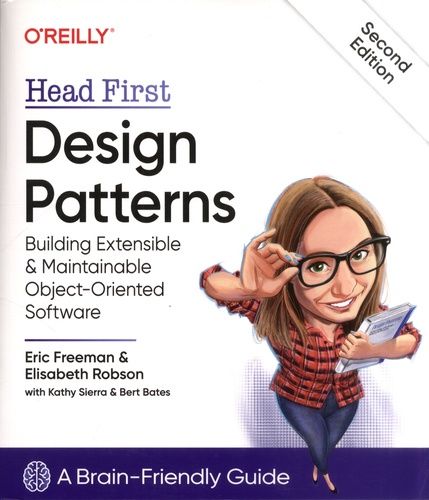 O'REILLY®
Second
Edition
Head First
Design
Patterns
Building Extensible
& Maintainable
Object-Oriented
Software
Eric Freeman &
Elisabeth Robson
with Kathy Sierra & Bert Bates
A Brain-Friendly Guide